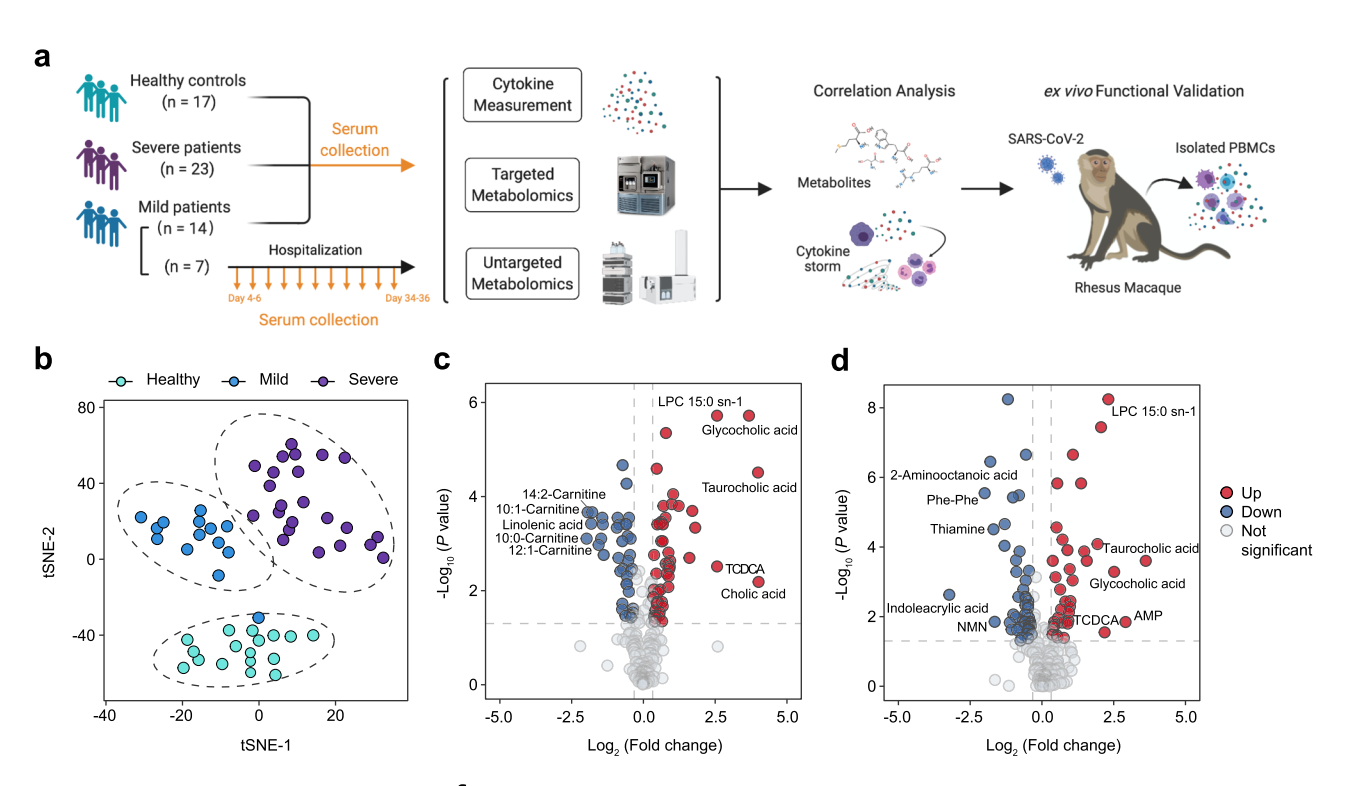 a
Healthy controls
(n = 17)
Severe patients
(n = 23)
Mild patients
(n = 14)
(n = 7)
Serum
collection
Hospitalization
Day 4-6
Day 34-36
Serum collection
Cytokine
Measurement
Targeted
Metabolomics
Untargeted
Metabolomics
Correlation Analysis
Metabolites
Cytokine
storm
ex vivo Functional Validation
SARS-CoV-2
Isolated PBMCs
Rhesus Macaque
b
Healthy
Mild
Severe
80
40
0
-40
-40
-20
0
20
tSNE-2
tSNE-1
c
6
4
2
0
-5.0
-2.5
0.0
2.5
5.0
-Log10 (P value)
Log2 (Fold change)
LPC 15:0 sn-1
Glycocholic acid
Taurocholic acid
14:2-Carnitine
10:1-Carnitine
Linolenic acid
10:0-Carnitine
12:1-Carnitine
TCDCA
Cholic acid
d
8
6
4
2
0
-5.0
-2.5
0.0
2.5
5.0
-Log10 (P value)
Log2 (Fold change)
LPC 15:0 sn-1
2-Aminooctanoic acid
Phe-Phe
Thiamine
Taurocholic acid
Glycocholic acid
Indoleacrylic acid
NMN
TCDCA
AMP
Up
Down
Not
significant